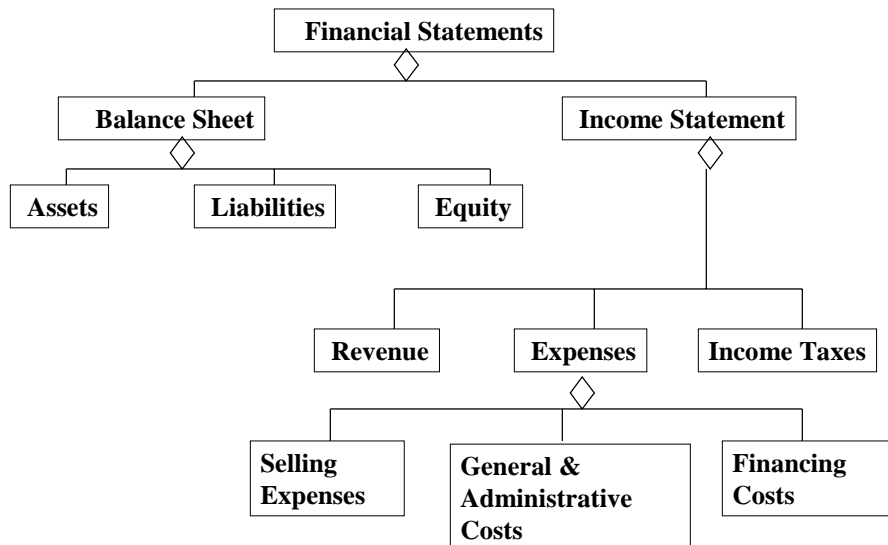 Financial Statements
Balance Sheet
Income Statement
Assets
Liabilities
Equity
Revenue
Expenses
Income Taxes
Selling
Expenses
General &
Administrative
Costs
Financing
Costs